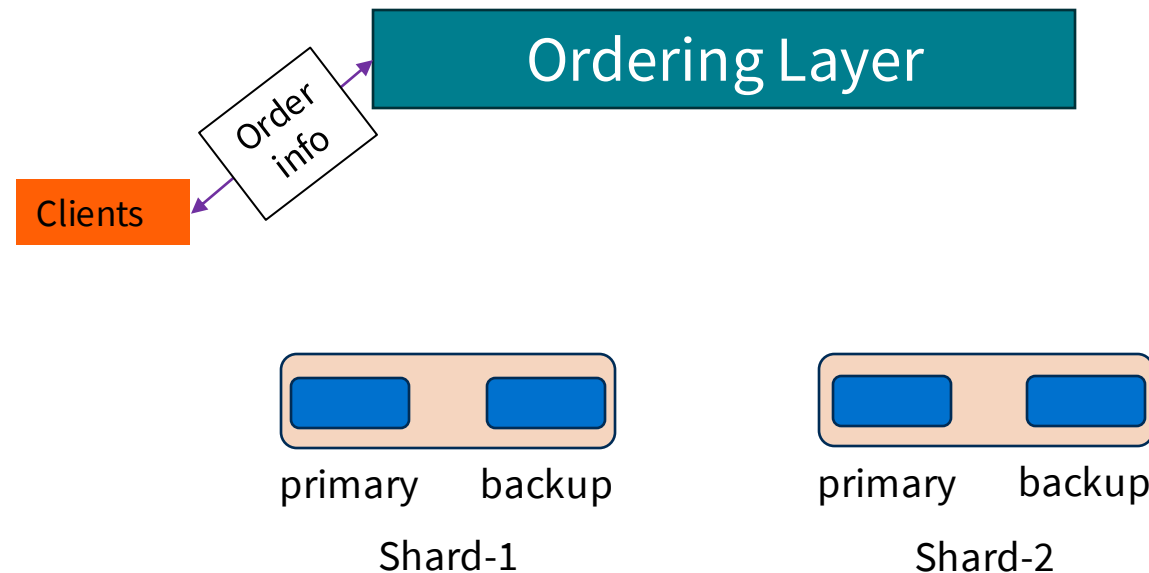 Ordering Layer
Order
info
Clients
primary
backup
primary
backup
Shard-1
Shard-2